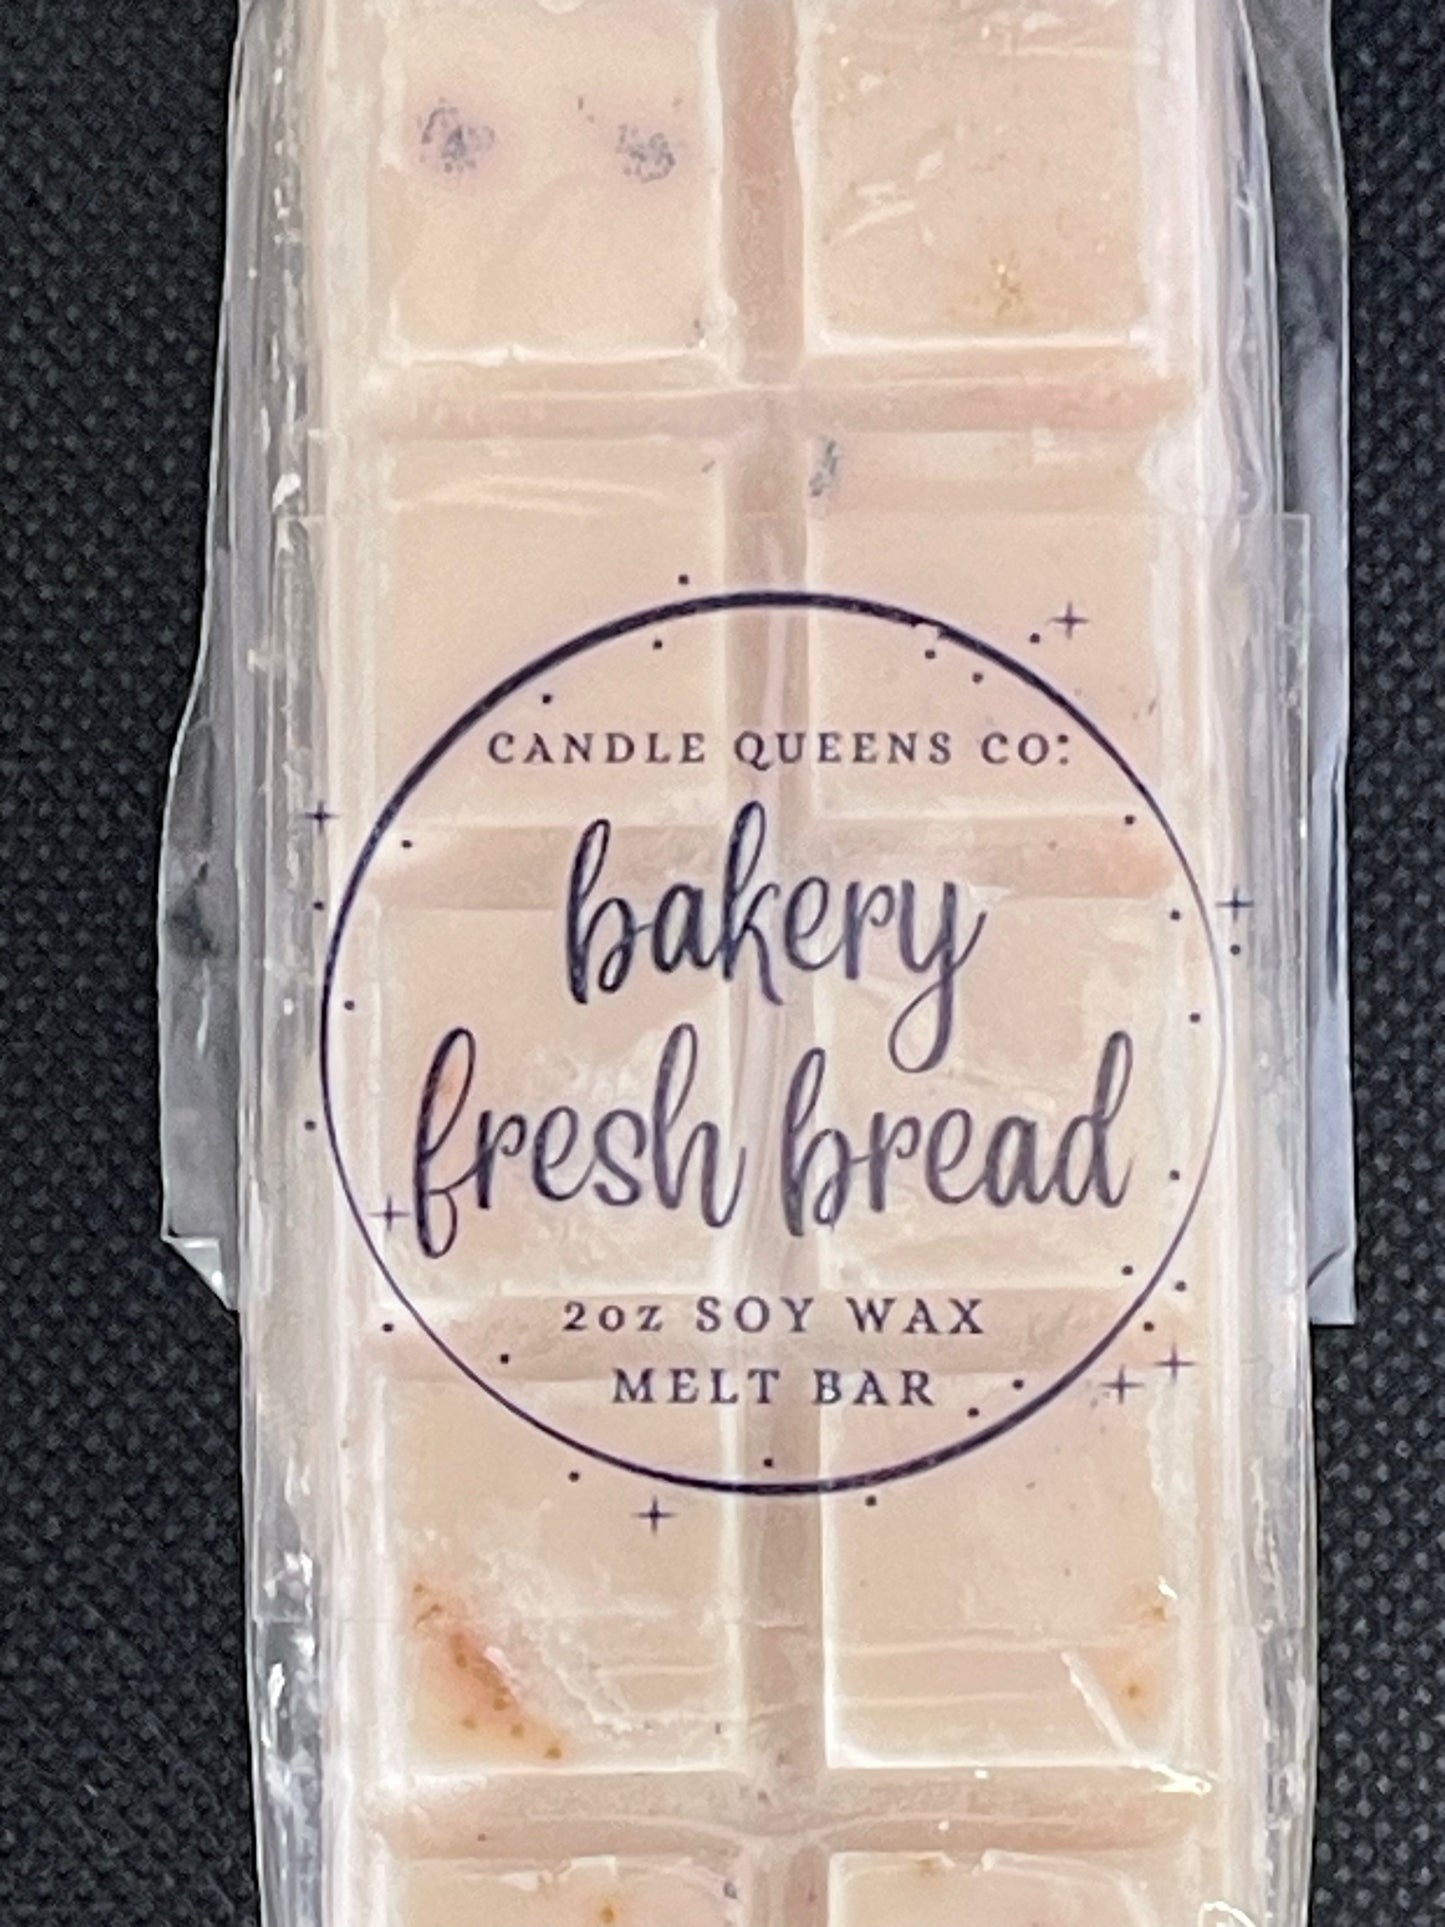 CANDLE QUEENS CO.
bakery
fresh bread
2oz SOY WAX
MELT BAR